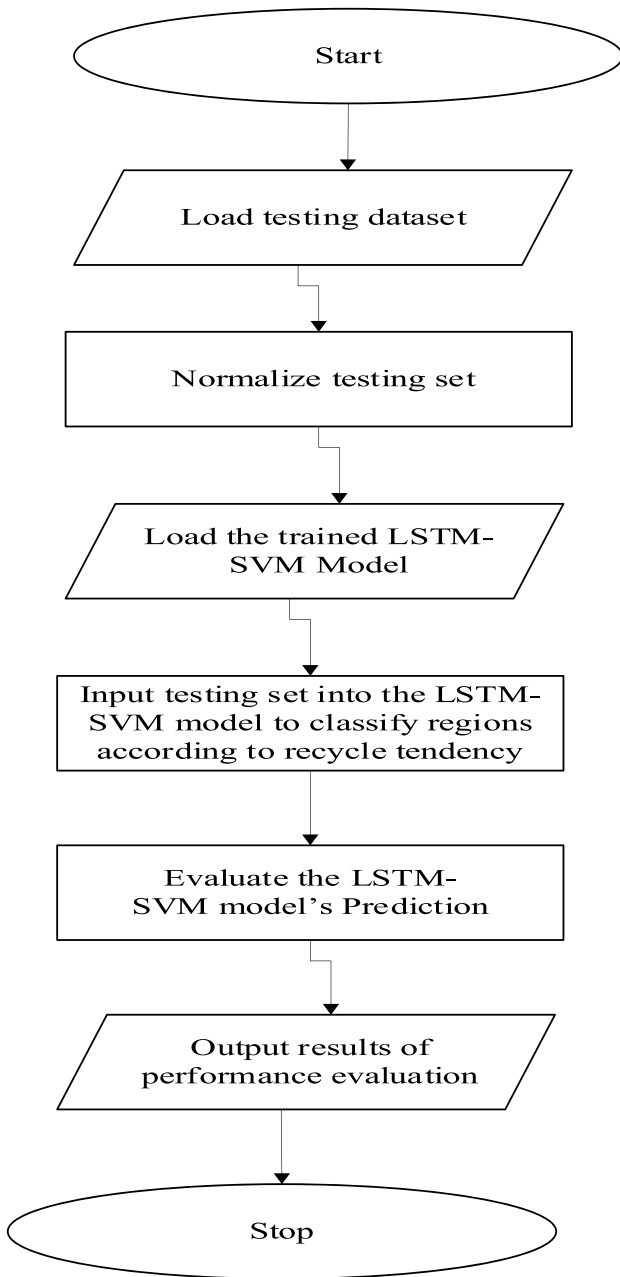 Start
Load testing dataset
Normalize testing set
Load the trained LSTM-
SVM Model
Input testing set into the LSTM-
SVM model to classify regions
according to recycle tendency
Evaluate the LSTM-
SVM model’s Prediction
Output results of
performance evaluation
Stop